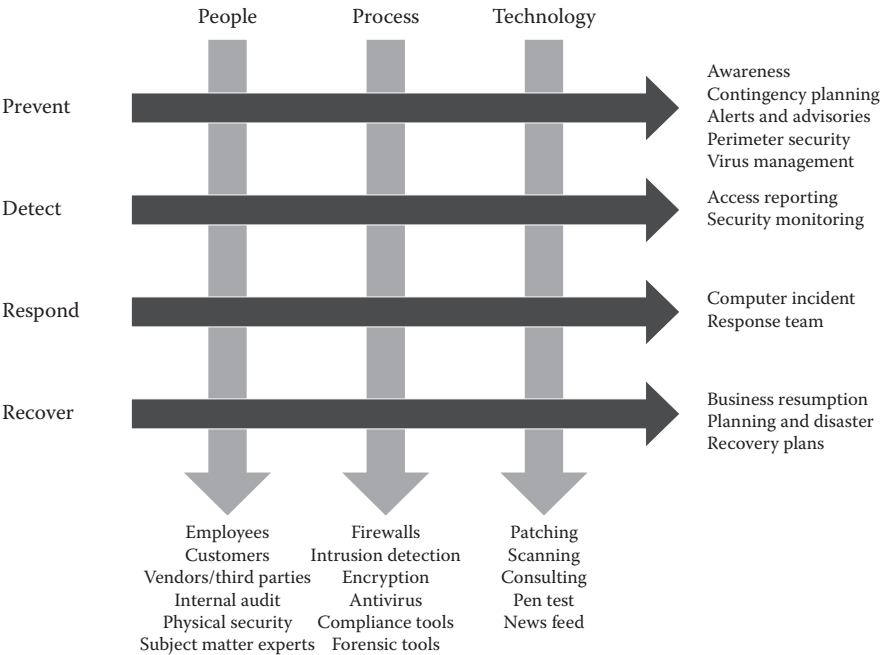 People Process Technology
Prevent
Awareness
Contingency planning
Alerts and advisories
Perimeter security
Virus management
Detect
Access reporting
Security monitoring
Respond
Computer incident
Response team
Recover
Business resumption
Planning and disaster
Recovery plans
Employees
Customers
Vendors/third parties
Internal audit
Physical security
Subject matter experts
Firewalls
Intrusion detection
Encryption
Antivirus
Compliance tools
Forensic tools
Patching
Scanning
Consulting
Pen test
News feed